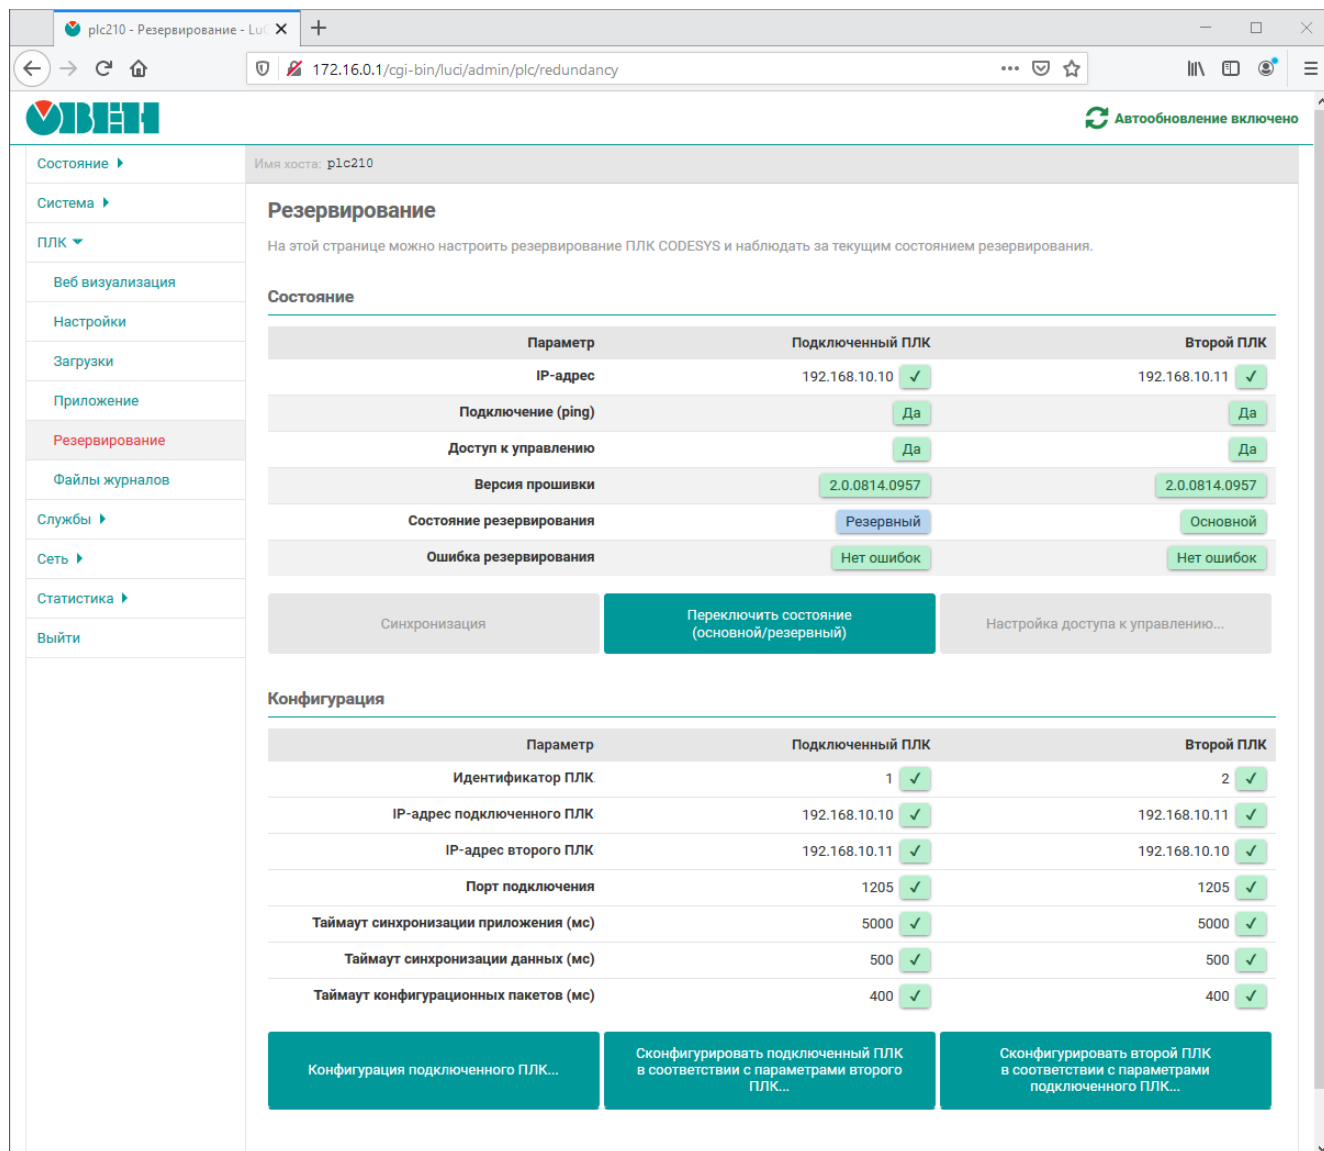 plc210 - Резервирование - Lu
172.16.0.1/cgi-bin/luci/admin/plc/redundancy
ОВЕН
Автообновление включено
Состояние
Система
ПЛК
Веб визуализация
Настройки
Загрузки
Приложение
Резервирование
Файлы журналов
Службы
Сеть
Статистика
Выйти
Имя хоста: plc210
Резервирование
На этой странице можно настроить резервирование ПЛК CODESYS и наблюдать за текущим состоянием резервирования.
Состояние
Параметр Подключенный ПЛК Второй ПЛК
IP-адрес 192.168.10.10 ✓ 192.168.10.11 ✓
Подключение (ping) Да Да
Доступ к управлению Да Да
Версия прошивки 2.0.0814.0957 2.0.0814.0957
Состояние резервирования Резервный Основной
Ошибка резервирования Нет ошибок Нет ошибок
Синхронизация
Переключить состояние
(основной/резервный)
Настройка доступа к управлению...
Конфигурация
Параметр Подключенный ПЛК Второй ПЛК
Идентификатор ПЛК 1 ✓ 2 ✓
IP-адрес подключенного ПЛК 192.168.10.10 ✓ 192.168.10.11 ✓
IP-адрес второго ПЛК 192.168.10.11 ✓ 192.168.10.10 ✓
Порт подключения 1205 ✓ 1205 ✓
Таймаут синхронизации приложения (мс) 5000 ✓ 5000 ✓
Таймаут синхронизации данных (мс) 500 ✓ 500 ✓
Таймаут конфигурационных пакетов (мс) 400 ✓ 400 ✓
Конфигурация подключенного ПЛК...
Сконфигурировать подключенный ПЛК
в соответствии с параметрами второго
ПЛК...
Сконфигурировать второй ПЛК
в соответствии с параметрами
подключенного ПЛК...